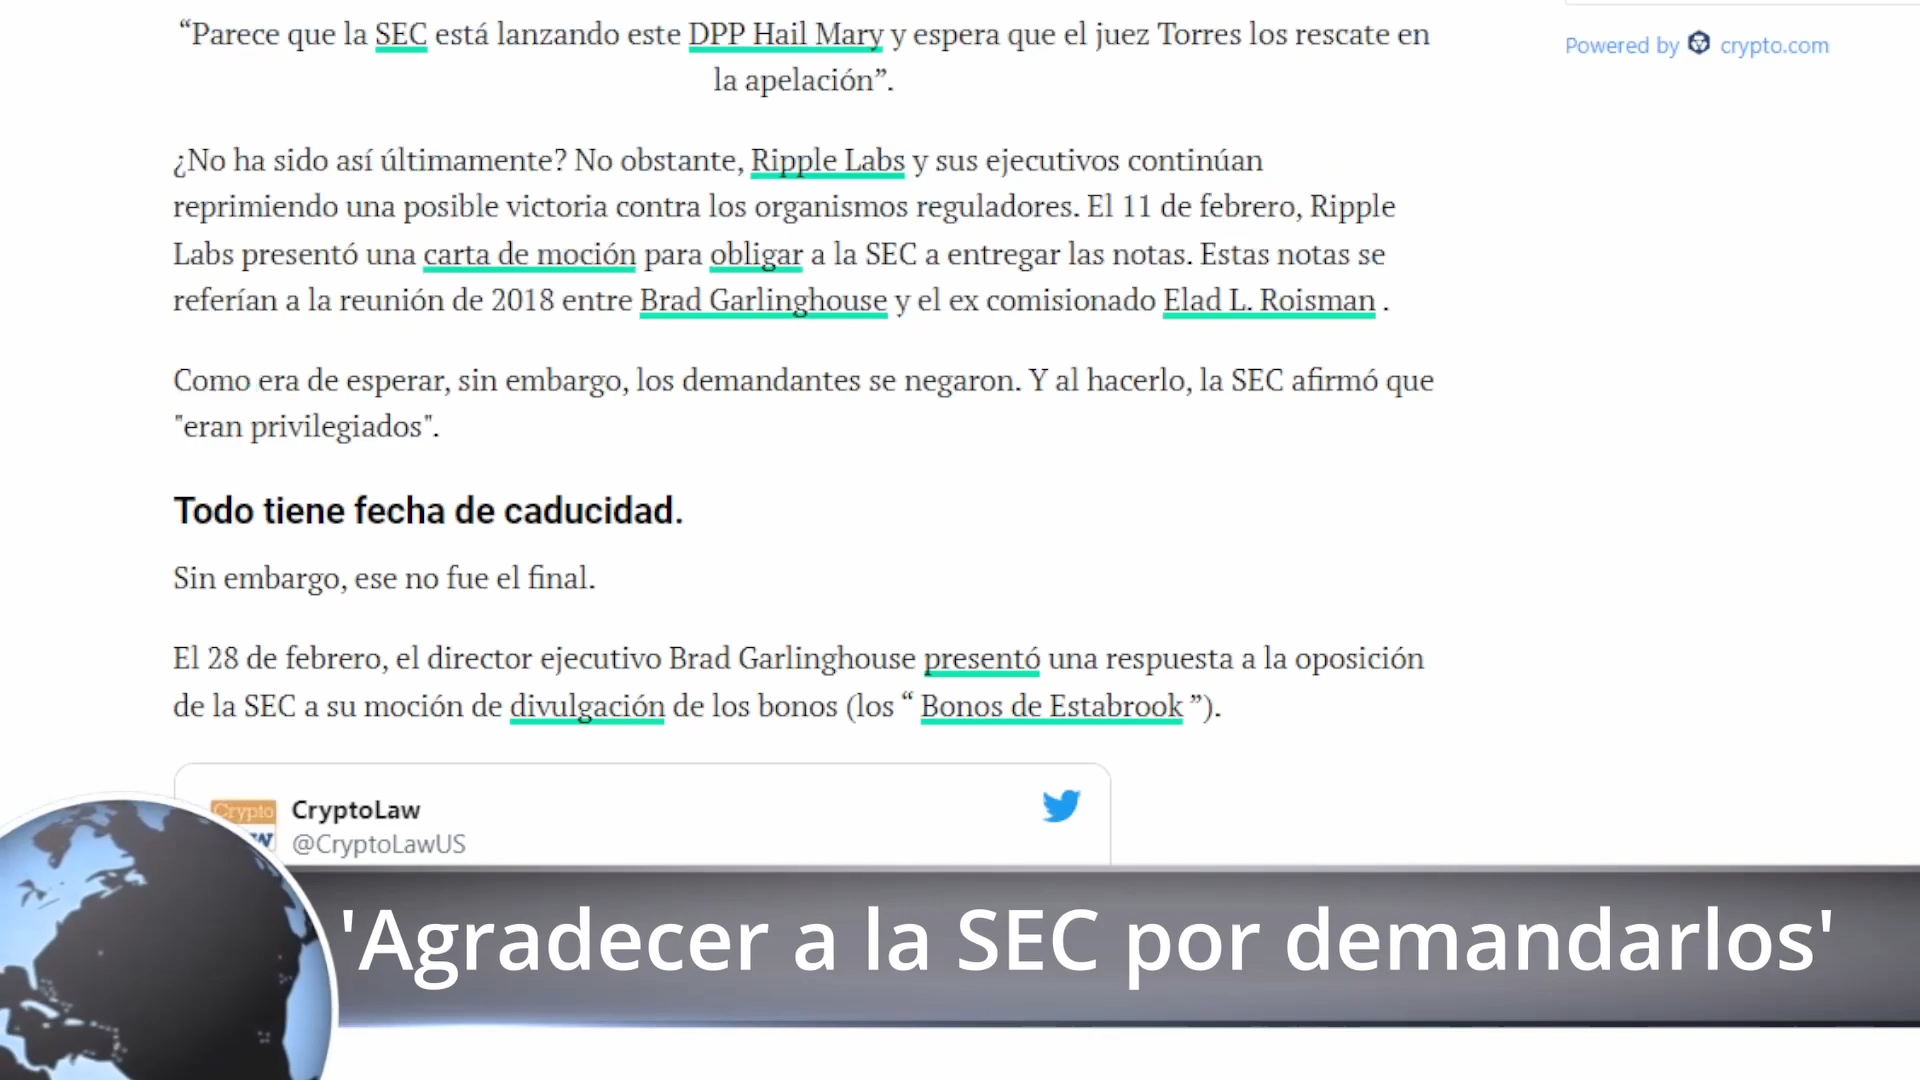 “Parece que la SEC está lanzando este DPP Hail Mary y espera que el juez Torres los rescate en
la apelación”.
Powered by crypto.com
¿No ha sido así últimamente? No obstante, Ripple Labs y sus ejecutivos continúan
reprimiendo una posible victoria contra los organismos reguladores. El 11 de febrero, Ripple
Labs presentó una carta de moción para obligar a la SEC a entregar las notas. Estas notas se
referían a la reunión de 2018 entre Brad Garlinghouse y el ex comisionado Elad L. Roisman .
Como era de esperar, sin embargo, los demandantes se negaron. Y al hacerlo, la SEC afirmó que
"eran privilegiados".
Todo tiene fecha de caducidad.
Sin embargo, ese no fue el final.
El 28 de febrero, el director ejecutivo Brad Garlinghouse presentó una respuesta a la oposición
de la SEC a su moción de divulgación de los bonos (los “ Bonos de Estabrook ”).
Crypto
CryptoLaw
@CryptoLawUS
'Agradecer a la SEC por demandarlos'